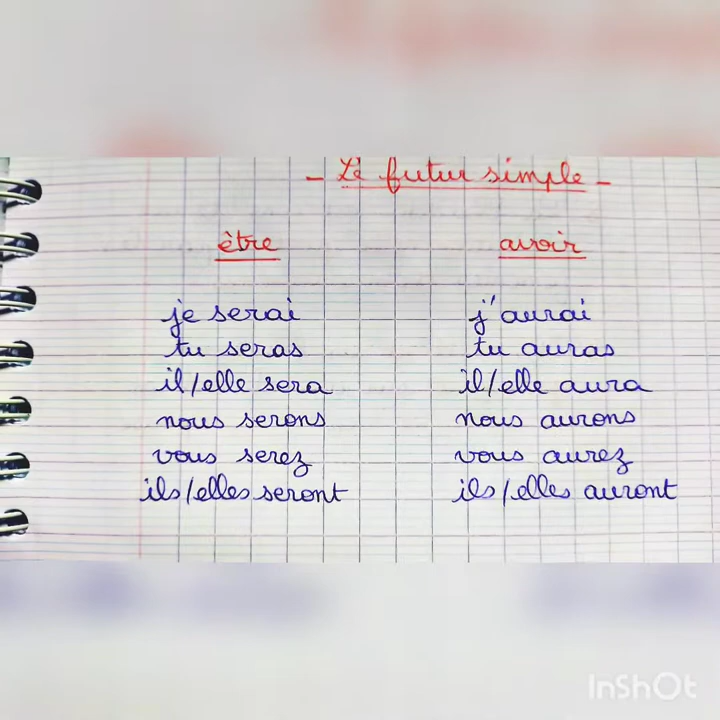 - Le futur simple -
être
avoir
je serai
j'aurai
tu seras
tu auras
il/elle sera
il/elle aura
nous serons
nous aurons
vous serez
vous aurez
ils/elles seront
ils/elles auront
InShOt